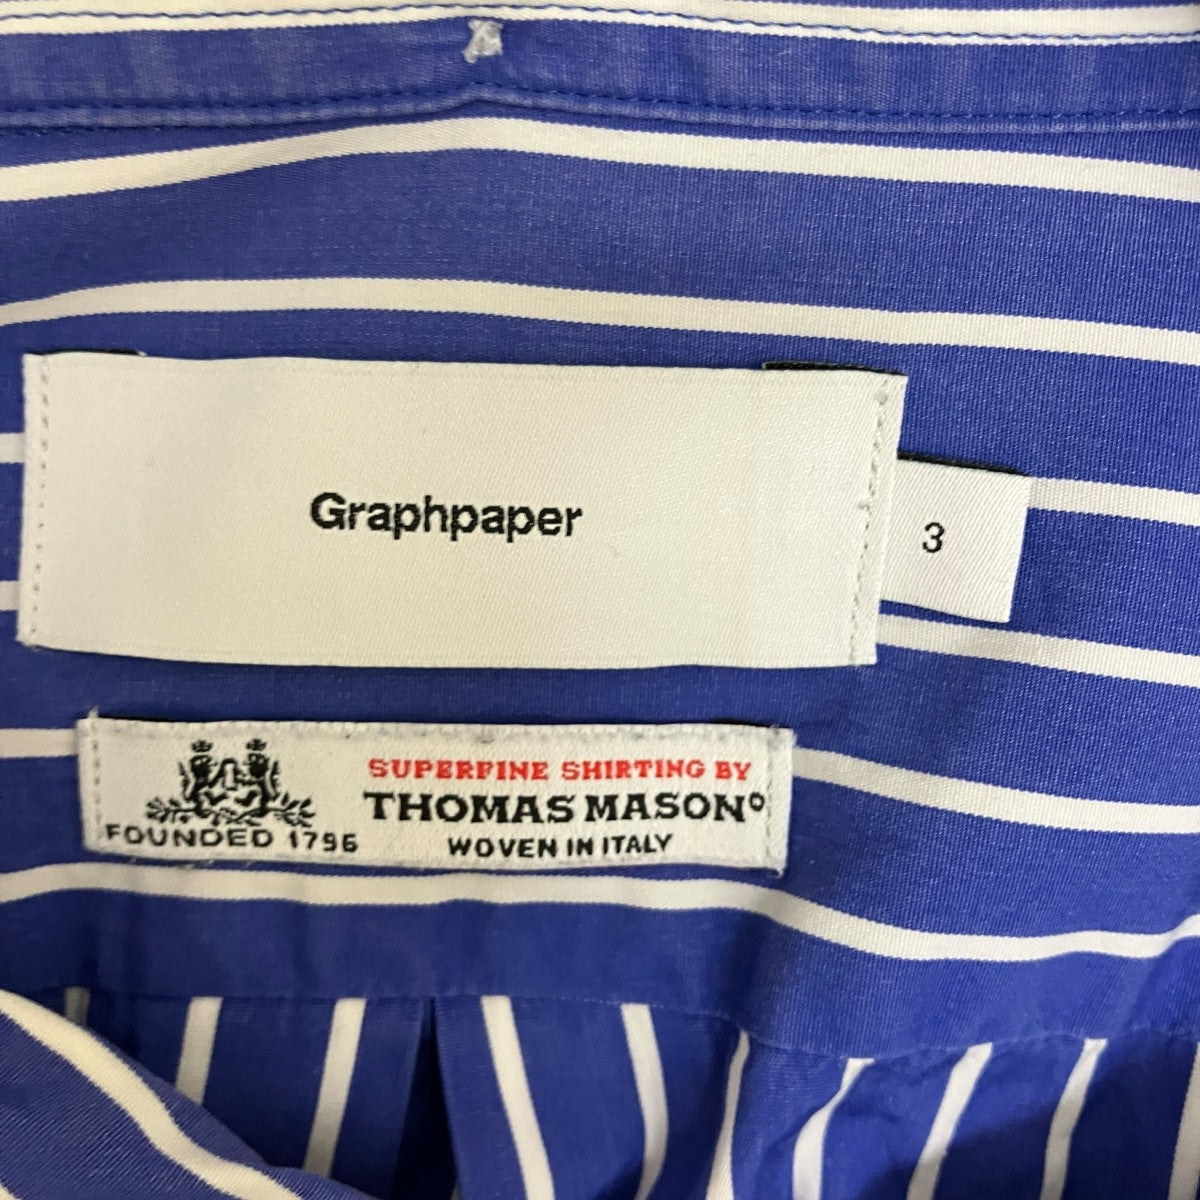 Graphpaper
3
SUPERFINE SHIRTING BY
THOMAS MASON°
FOUNDED 1796
WOVEN IN ITALY